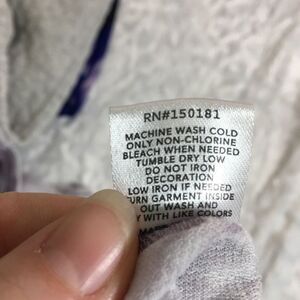 RN#150181
MACHINE WASH COLD
ONLY NON-CHLORINE
BLEACH WHEN NEEDED
TUMBLE DRY LOW
DO NOT IRON
DECORATION
LOW IRON IF NEEDED
TURN GARMENT INSIDE
OUT WASH AND
DRY WITH LIKE COLORS